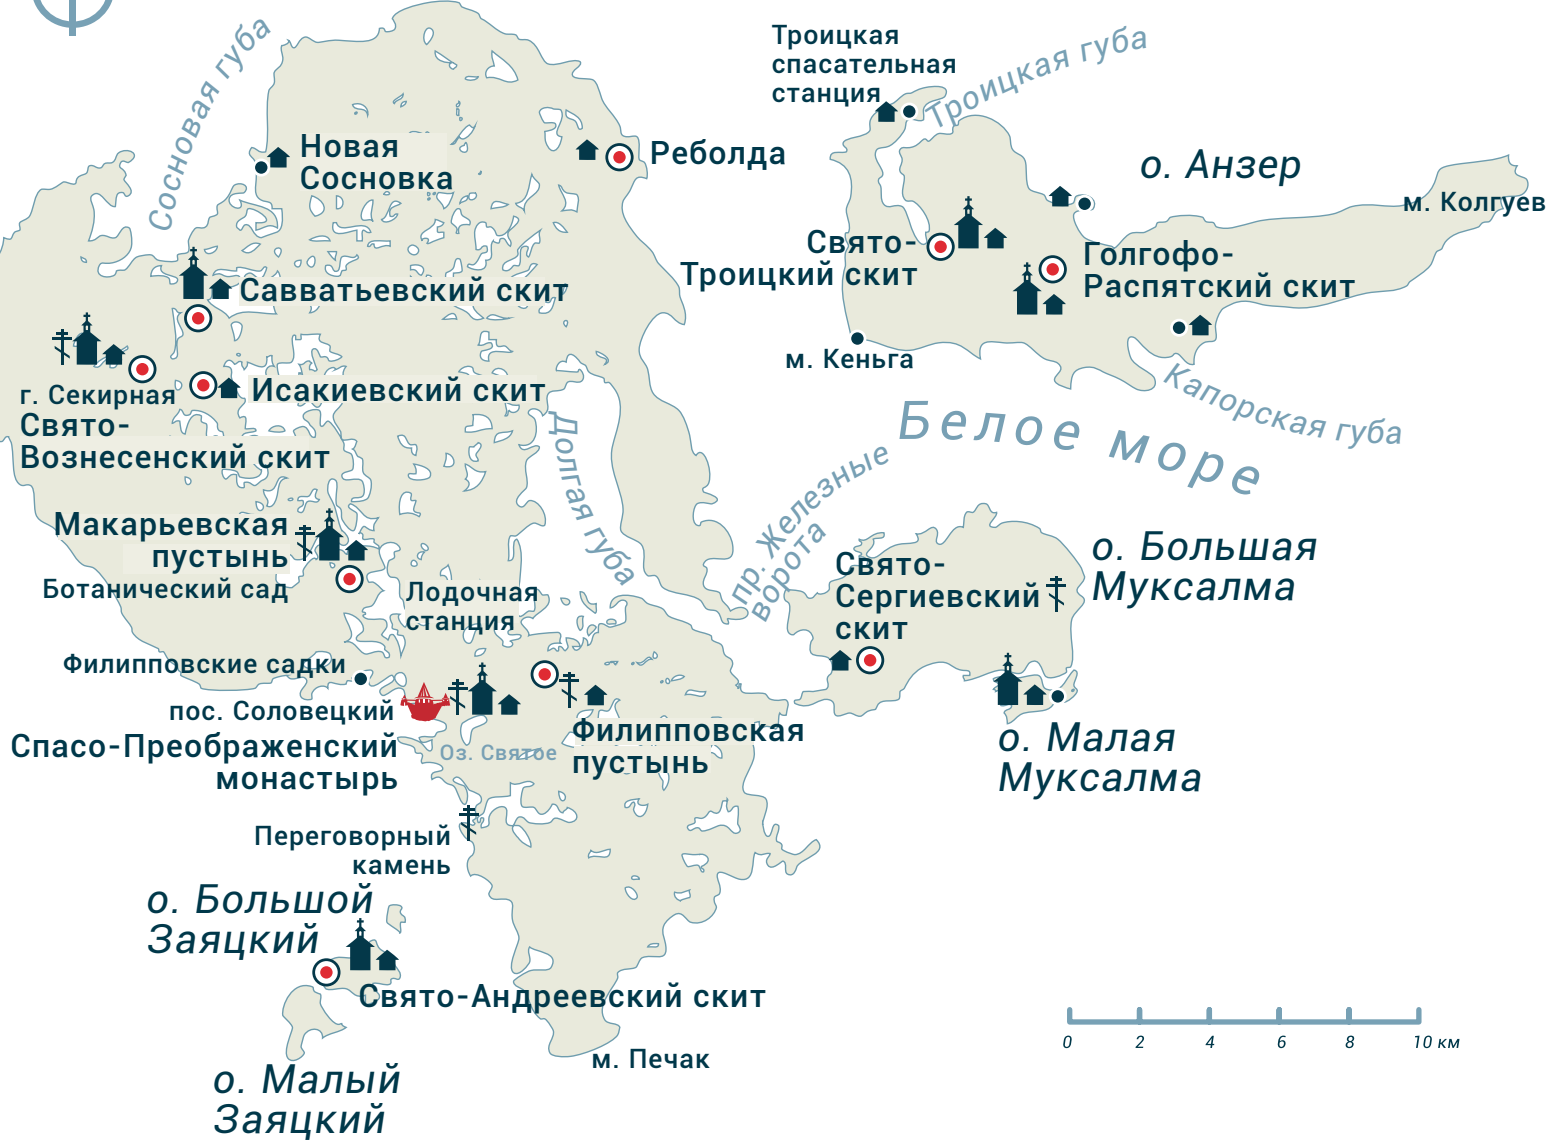 Сосновая губа
Троицкая
спасательная
станция
Троицкая губа
Новая
Сосновка
Реболда
о. Анзер
м. Колгуев
Свято-
Троицкий скит
Голгофо-
Распятский скит
Савватьевский скит
м. Кеньга
г. Секирная
Свято-
Вознесенский скит
Исакиевский скит
Капорская губа
Белое море
Долгая губа
пр. Железные
ворота
Макарьевская
пустынь
Ботанический сад
Лодочная
станция
Свято-
Сергиевский
скит
о. Большая
Муксалма
Филипповские садки
пос. Соловецкий
Спасо-Преображенский
монастырь
Оз. Святое
Филипповская
пустынь
о. Малая
Муксалма
Переговорный
камень
о. Большой
Заяцкий
Свято-Андреевский скит
м. Печак
о. Малый
Заяцкий
0 2 4 6 8 10 км